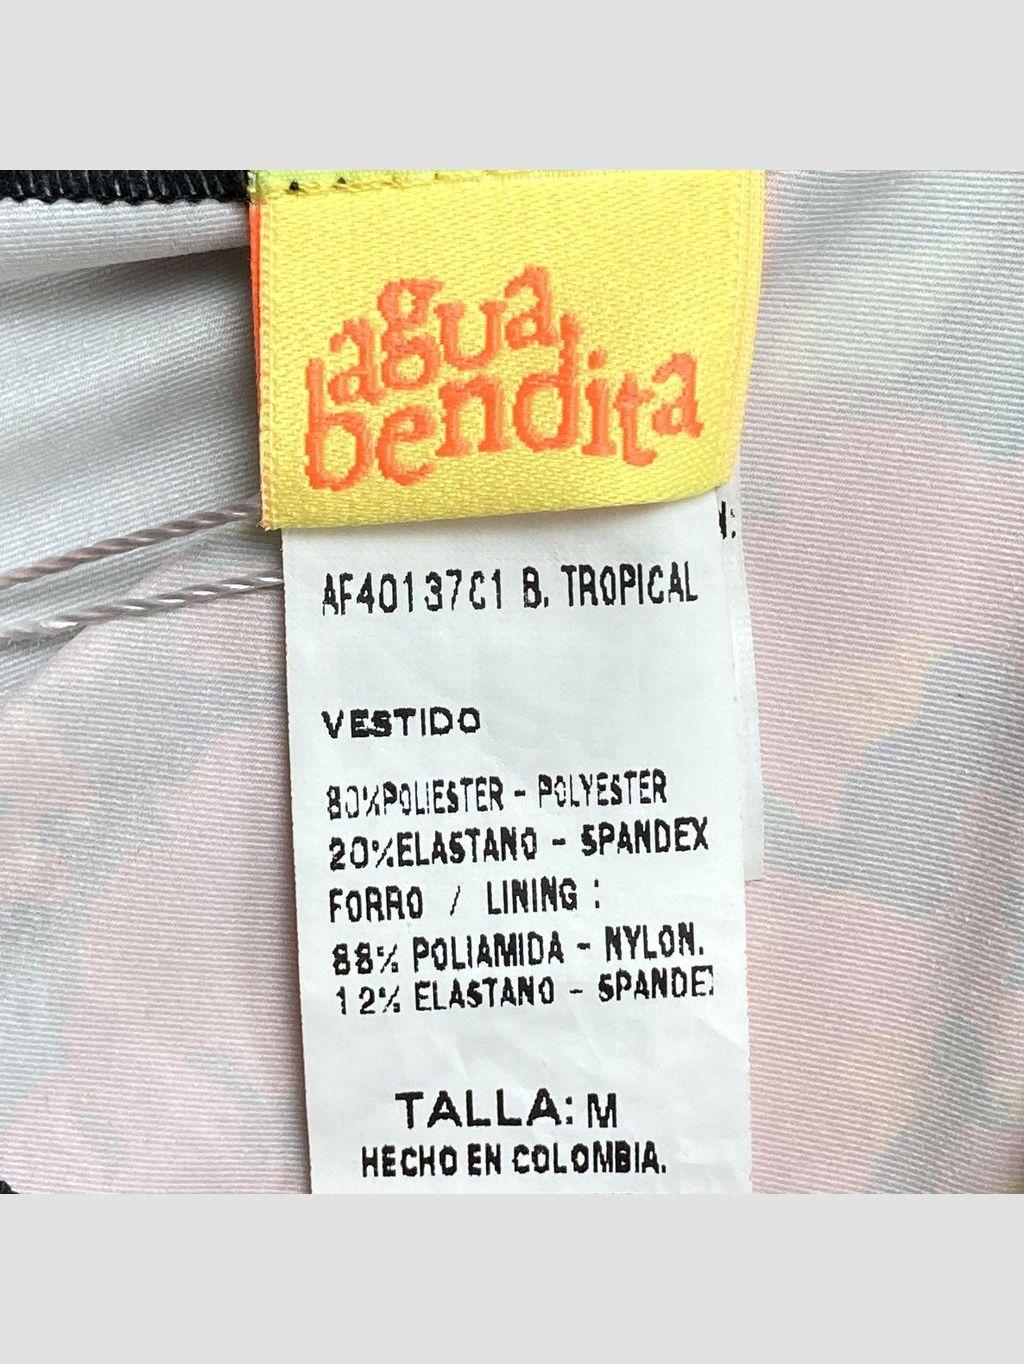 agua
bendita
AF40137C1 B. TROPICAL
VESTIDO
80%POLIESTER - POLYESTER
20%ELASTANO - SPANDEX
FORRO / LINING :
88% POLIAMIDA - NYLON.
12% ELASTANO - SPANDEX
TALLA: M
HECHO EN COLOMBIA.